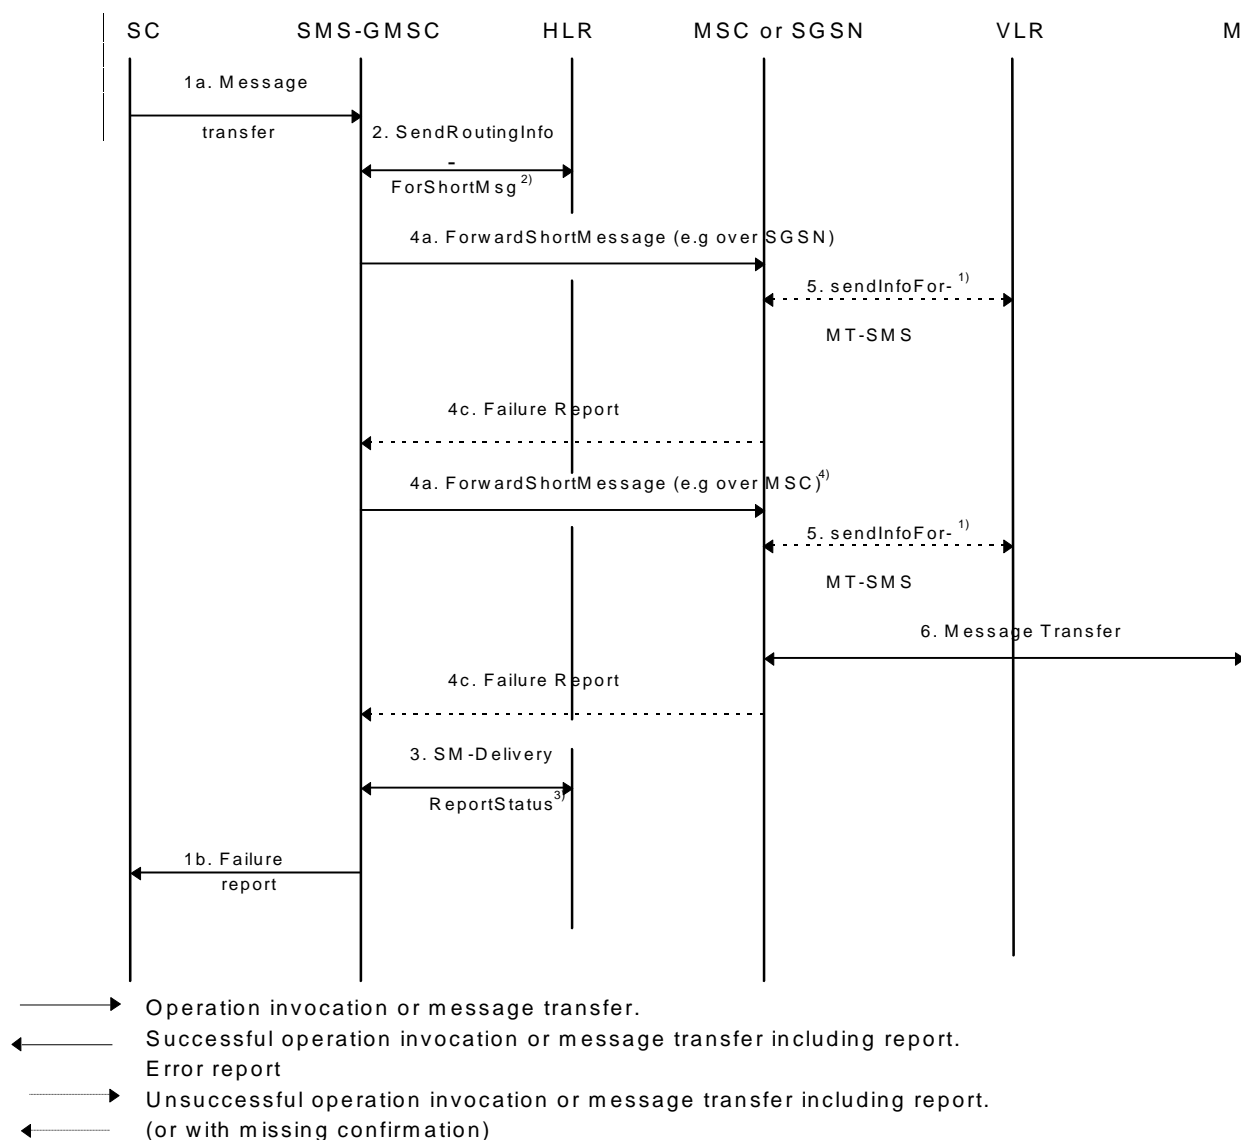 SC SMS-GMSC HLR MSC or SGSN VLR M
1a. Message
transfer
2. SendRoutingInfo
-
ForShortMsg 2)
4a. ForwardShortMessage (e.g over SGSN)
5. sendInfoFor- 1)
MT-SMS
4c. Failure Report
4a. ForwardShortMessage (e.g over MSC) 4)
5. sendInfoFor- 1)
MT-SMS
6. Message Transfer
4c. Failure Report
3. SM-Delivery
ReportStatus 3)
1b. Failure
report
Operation invocation or message transfer.
Successful operation invocation or message transfer including report.
Error report
Unsuccessful operation invocation or message transfer including report.
(or with missing confirmation)